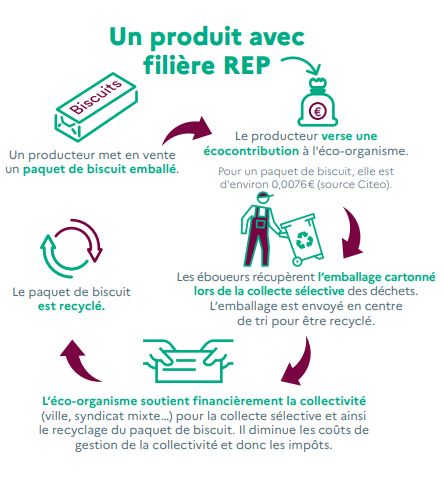 Un produit avec
filière REP
Biscuits
€
Un producteur met en vente
un paquet de biscuit emballé.
Le producteur verse une
écocontribution à l'éco-organisme.
Pour un paquet de biscuit, elle est
d'environ 0,0076 € (source Citeo).
Les éboueurs récupèrent l'emballage cartonné
lors de la collecte sélective des déchets.
L'emballage est envoyé en centre
de tri pour être recyclé.
L'éco-organisme soutient financièrement la collectivité
(ville, syndicat mixte...) pour la collecte sélective et ainsi
le recyclage du paquet de biscuit. Il diminue les coûts de
gestion de la collectivité et donc les impôts.
Le paquet de biscuit
est recyclé.